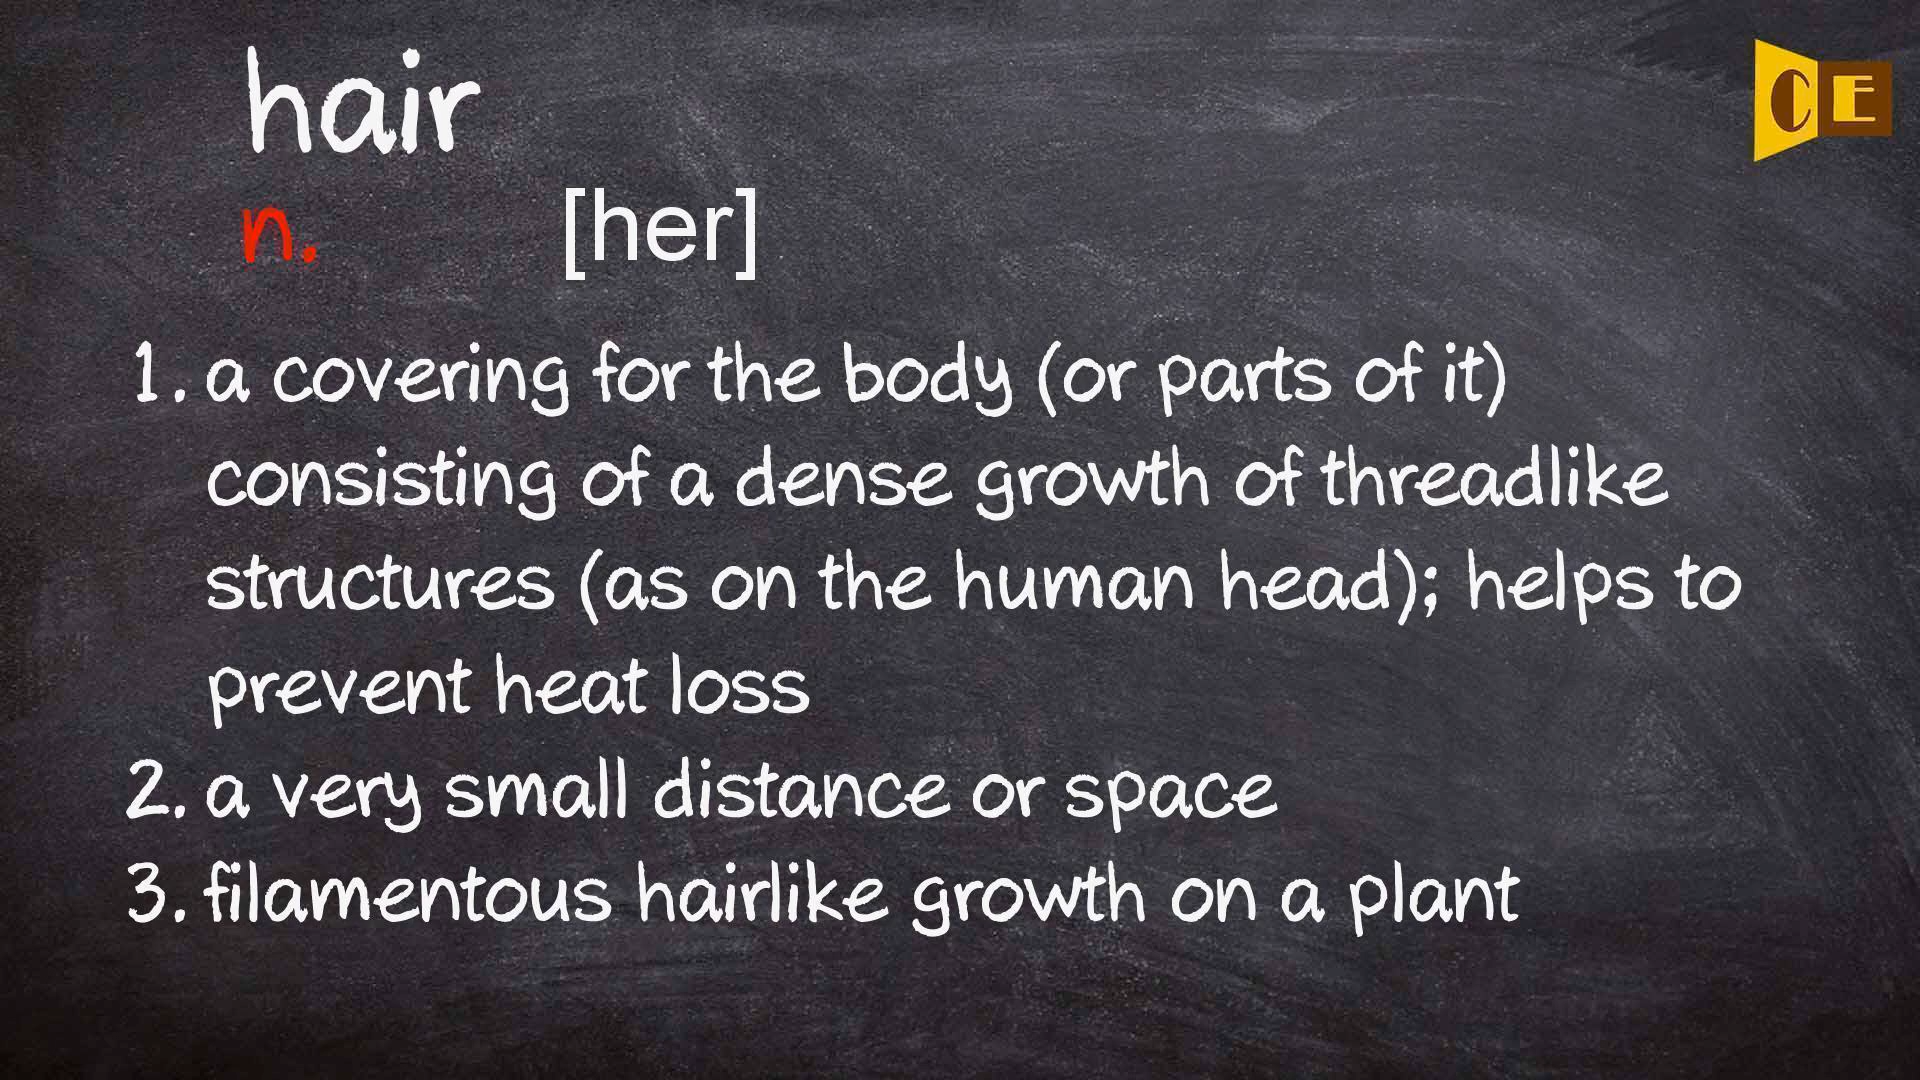 hair
CE
n. [her]
1. a covering for the body (or parts of it)
consisting of a dense growth of threadlike
structures (as on the human head); helps to
prevent heat loss
2. a very small distance or space
3. filamentous hairlike growth on a plant